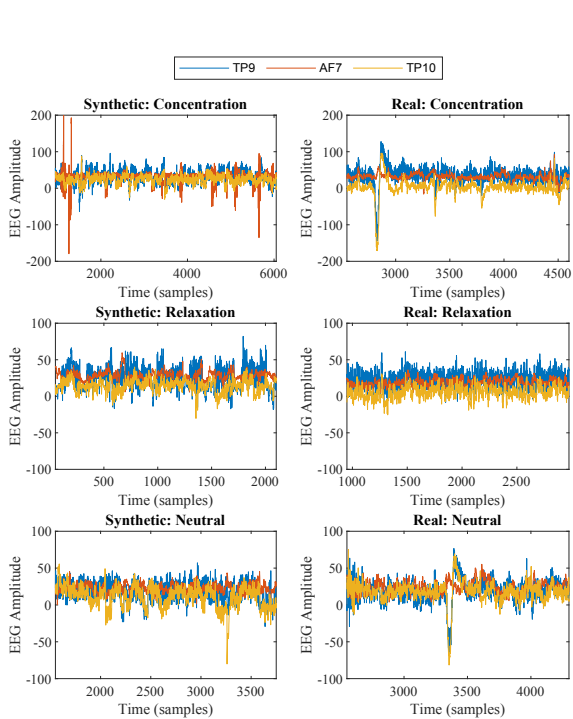 TP9 AF7 TP10
Synthetic: Concentration
200
100
0
-100
-200
EEG Amplitude
2000 4000 6000
Time (samples)
Real: Concentration
200
100
0
-100
-200
EEG Amplitude
3000 3500 4000 4500
Time (samples)
Synthetic: Relaxation
100
50
0
-50
-100
EEG Amplitude
500 1000 1500 2000
Time (samples)
Real: Relaxation
100
50
0
-50
-100
EEG Amplitude
1000 1500 2000 2500
Time (samples)
Synthetic: Neutral
100
50
0
-50
-100
EEG Amplitude
2000 2500 3000 3500
Time (samples)
Real: Neutral
100
50
0
-50
-100
EEG Amplitude
3000 3500 4000
Time (samples)